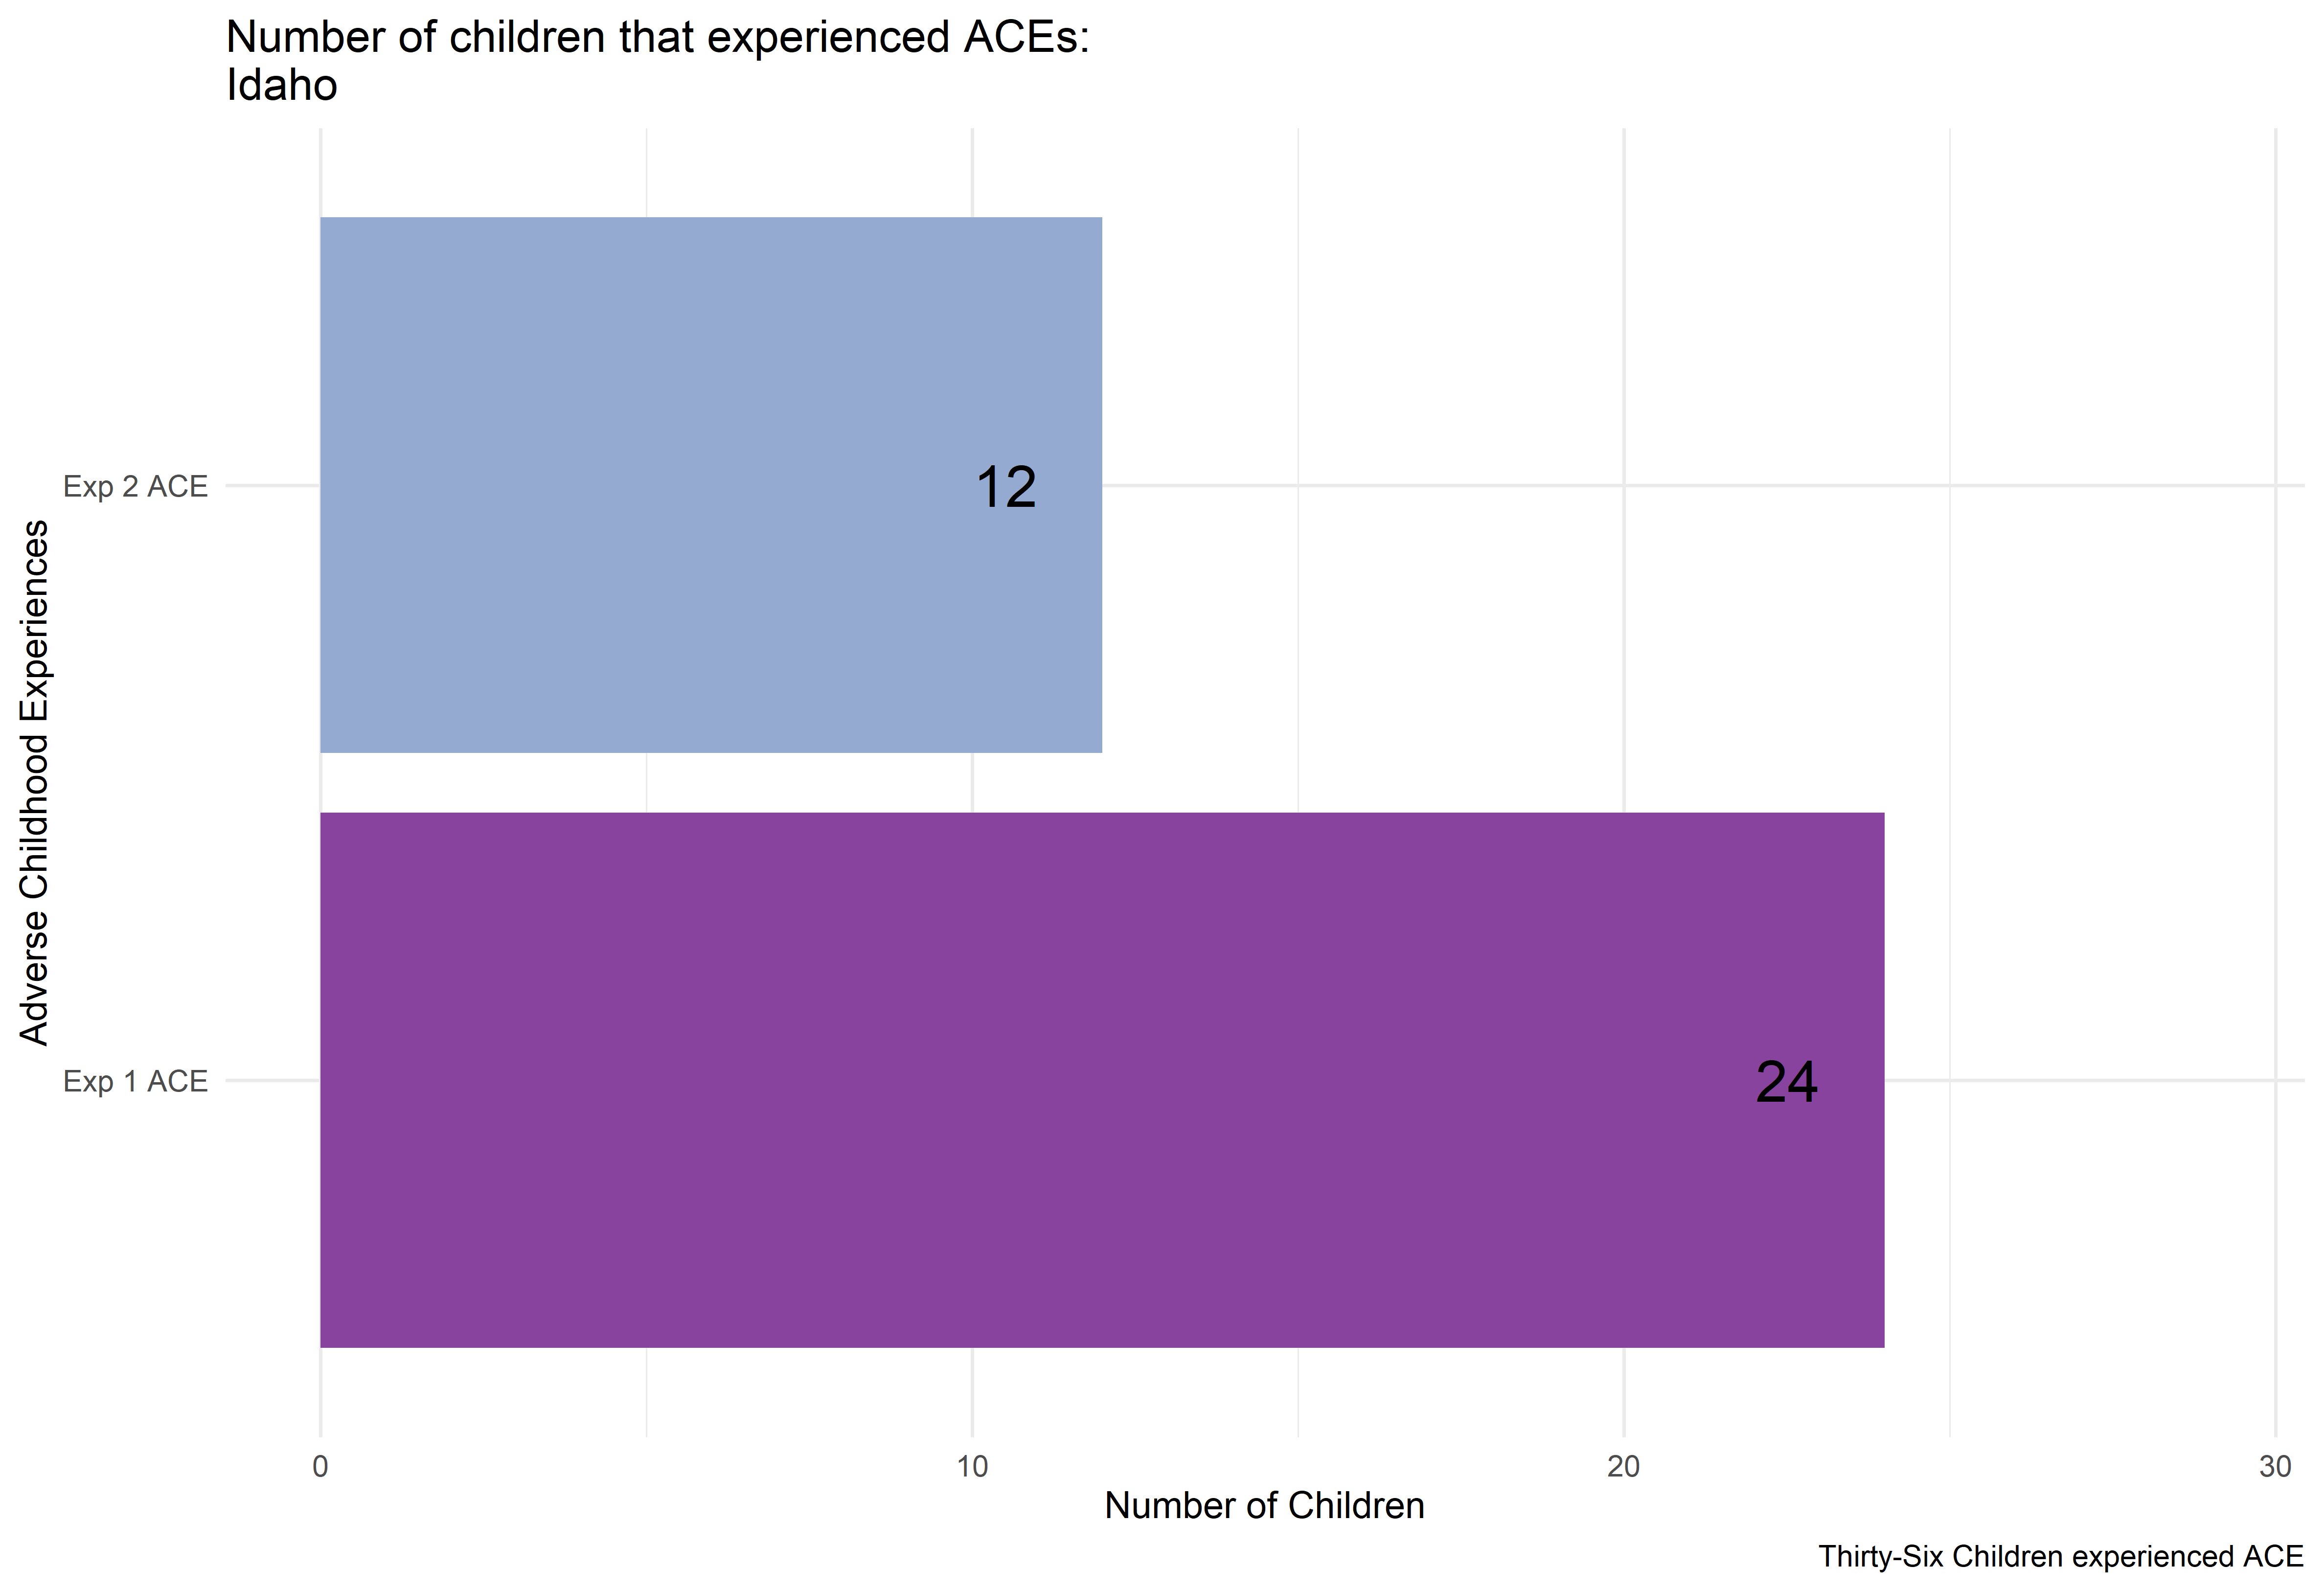 Number of children that experienced ACEs:
Idaho
Adverse Childhood Experiences
Exp 2 ACE
12
Exp 1 ACE
24
0
10
20
30
Number of Children
Thirty-Six Children experienced ACE